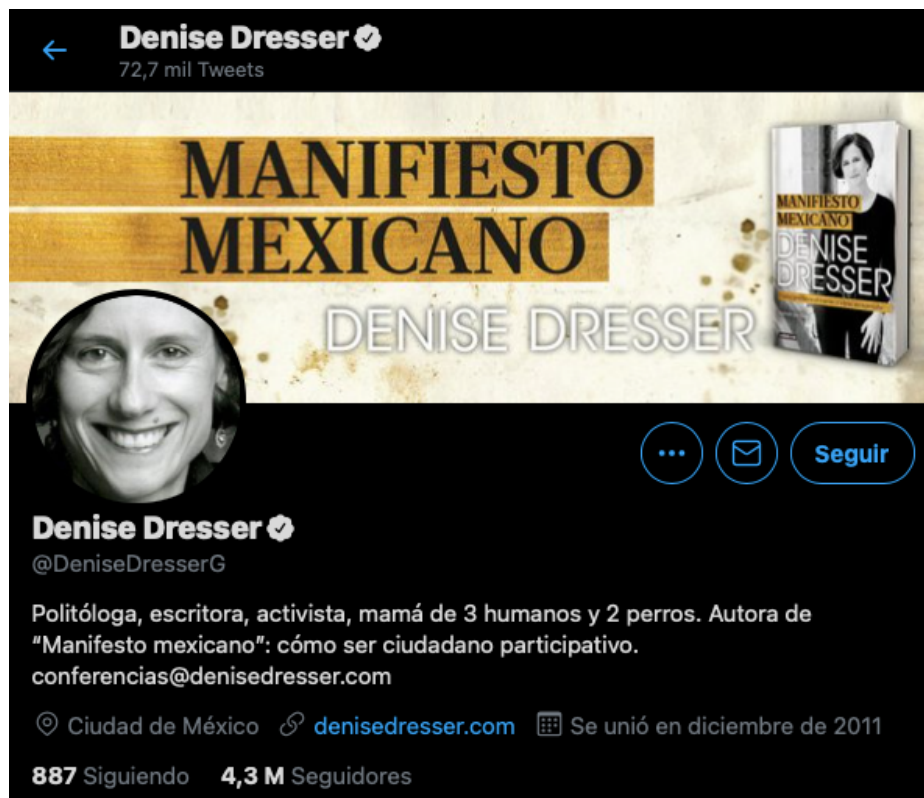 Denise Dresser
72,7 mil Tweets
MANIFIESTO
MEXICANO
DENISE DRESSER
MANIFIESTO
MEXICANO
DENISE
DRESSER
Seguir
Denise Dresser
@DeniseDresserG
Politóloga, escritora, activista, mamá de 3 humanos y 2 perros. Autora de
“Manifesto mexicano”: cómo ser ciudadano participativo.
conferencias@denisedresser.com
Ciudad de México denisedresser.com Se unió en diciembre de 2011
887 Siguiendo 4,3 M Seguidores